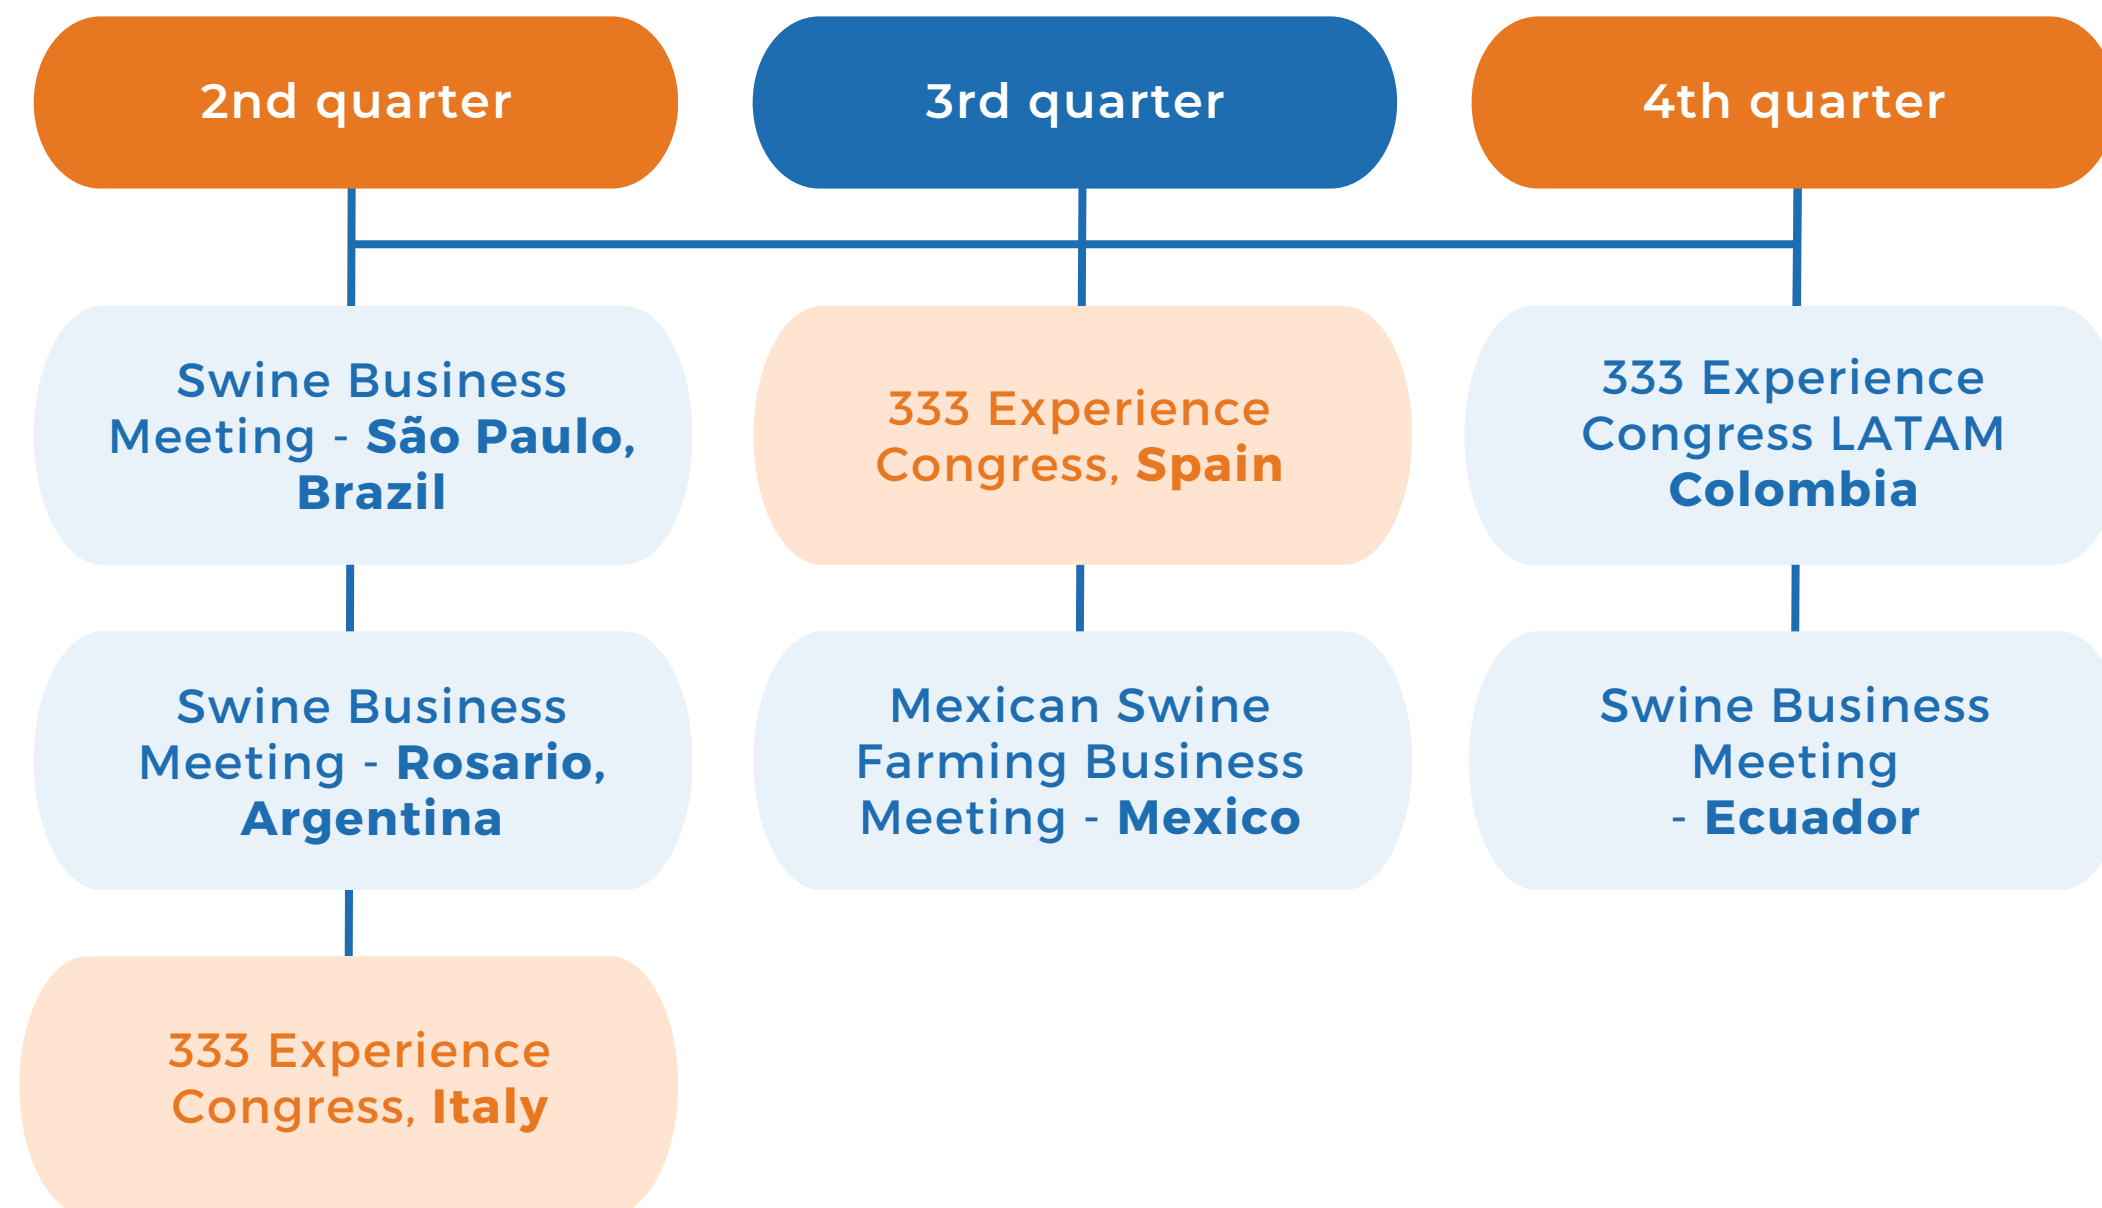 2nd quarter
3rd quarter
4th quarter
Swine Business
Meeting - São Paulo,
Brazil
333 Experience
Congress, Spain
333 Experience
Congress LATAM
Colombia
Swine Business
Meeting - Rosario,
Argentina
Mexican Swine
Farming Business
Meeting - Mexico
Swine Business
Meeting
- Ecuador
333 Experience
Congress, Italy